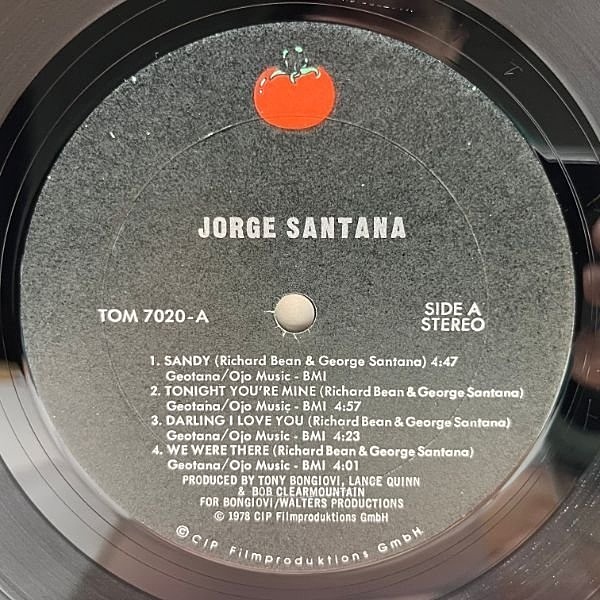 JORGE SANTANA
TOM 7020-A
SIDE A
STEREO
1. SANDY (Richard Bean & George Santana) 4:47
Geotana/Ojo Music - BMI
2. TONIGHT YOU'RE MINE (Richard Bean & George Santana)
Geotana/Ojo Music - BMI 4:57
3. DARLING I LOVE YOU (Richard Bean & George Santana)
Geotana/Ojo Music - BMI 4:23
4. WE WERE THERE (Richard Bean & George Santana)
Geotana/Ojo Music - BMI 4:01
PRODUCED BY TONY BONGIOVI, LANCE QUINN
& BOB CLEARMOUNTAIN
FOR BONGIOVI/WALTERS PRODUCTIONS
© 1978 CIP Filmproduktions GmbH
© CIP Filmproduktions GmbH